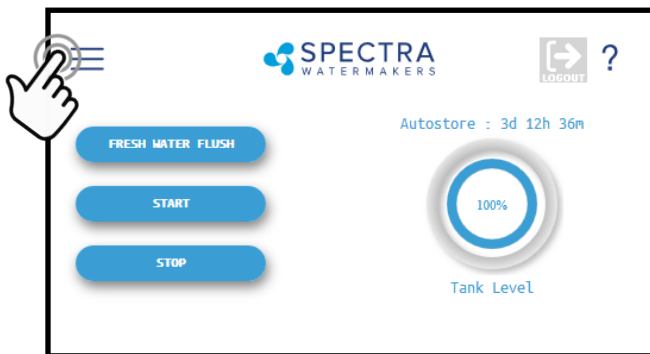 SPECTRA
WATERMAKERS
LOGOUT
?
Autostore : 3d 12h 36m
FRESH WATER FLUSH
START
STOP
100%
Tank Level